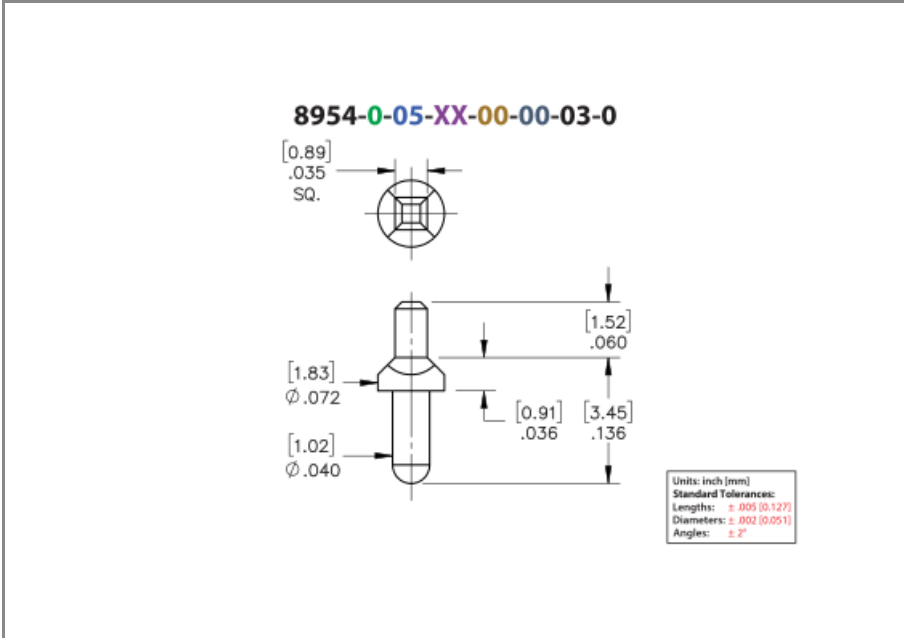 8954-0-05-XX-00-00-03-0
[0.89]
.035
SQ.
[1.52]
.060
[1.83]
Ø.072
[0.91]
.036
[3.45]
.136
[1.02]
Ø.040
Units: inch [mm]
Standard Tolerances:
Lengths: ± .005 [0.127]
Diameters: ± .002 [0.051]
Angles: ± 2°